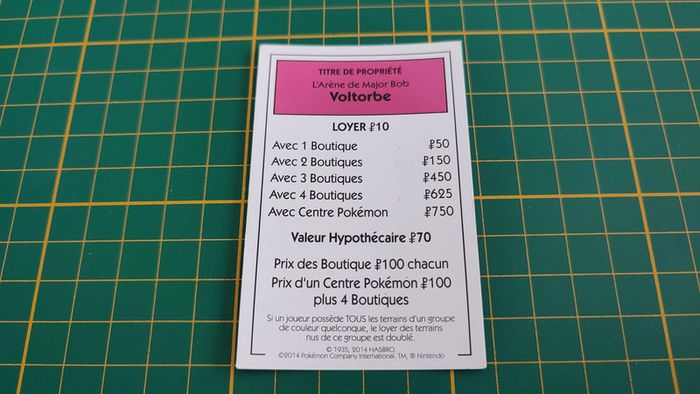 TITRE DE PROPRIÉTÉ
L'Arène de Major Bob
Voltorbe
LOYER ₽10
Avec 1 Boutique ₽50
Avec 2 Boutiques ₽150
Avec 3 Boutiques ₽450
Avec 4 Boutiques ₽625
Avec Centre Pokémon ₽750
Valeur Hypothécaire ₽70
Prix des Boutique ₽100 chacun
Prix d'un Centre Pokémon ₽100
plus 4 Boutiques
Si un joueur possède TOUS les terrains d'un groupe
de couleur quelconque, le loyer des terrains
nus de ce groupe est doublé.
© 1935, 2014 HASBRO.
©2014 Pokémon Company International. TM, ® Nintendo